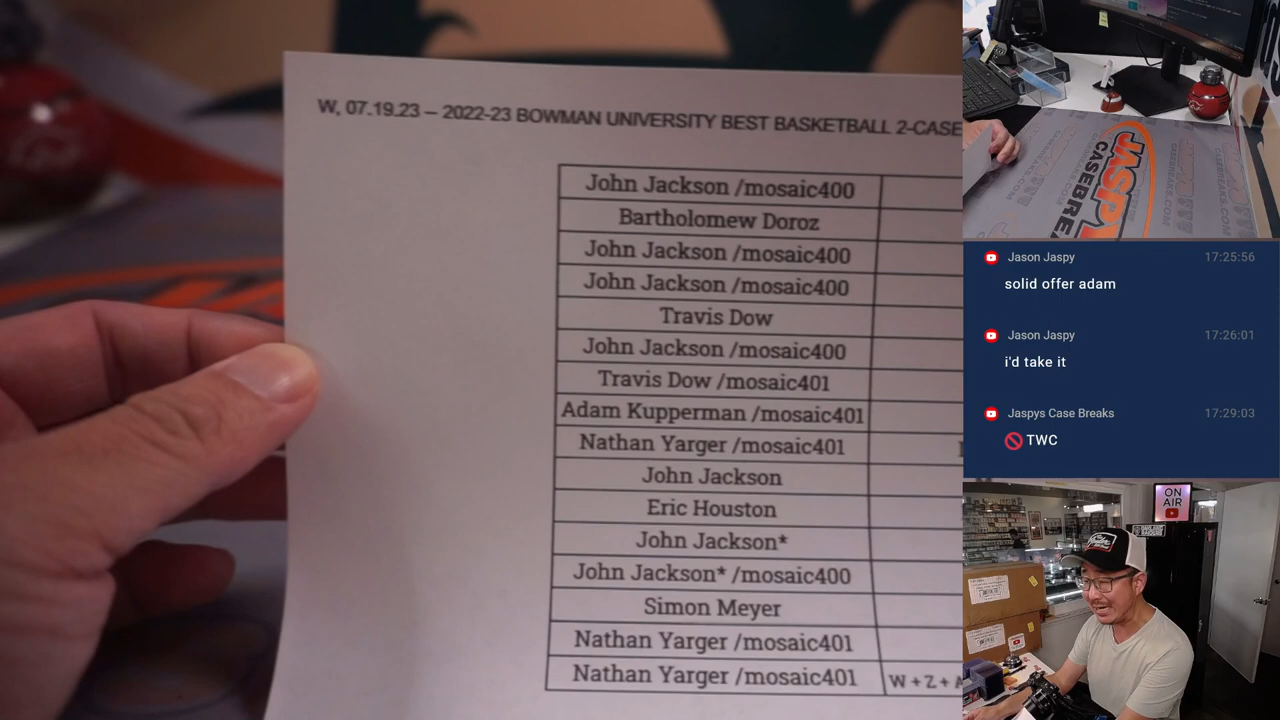 W, 07.19.23 – 2022-23 BOWMAN UNIVERSITY BEST BASKETBALL 2-CASE
John Jackson /mosaic400
Bartholomew Doroz
John Jackson /mosaic400
John Jackson /mosaic400
Travis Dow
John Jackson /mosaic400
Travis Dow /mosaic401
Adam Kupperman /mosaic401
Nathan Yarger /mosaic401
John Jackson
Eric Houston
John Jackson*
John Jackson* /mosaic400
Simon Meyer
Nathan Yarger /mosaic401
Nathan Yarger /mosaic401
W + Z +
JASPY
CASEBREA
Jason Jaspy 17:25:56
solid offer adam
Jason Jaspy 17:26:01
i'd take it
Jaspys Case Breaks 17:29:03
🚫 TWC
ON
AIR